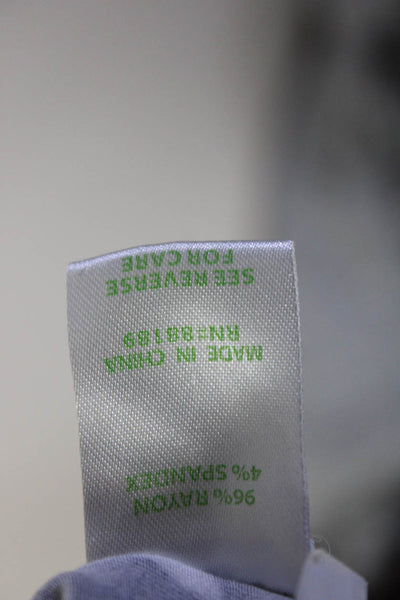 96% RAYON
4% SPANDEX
MADE IN CHINA
RN#88189
SEE REVERSE
FOR CARE